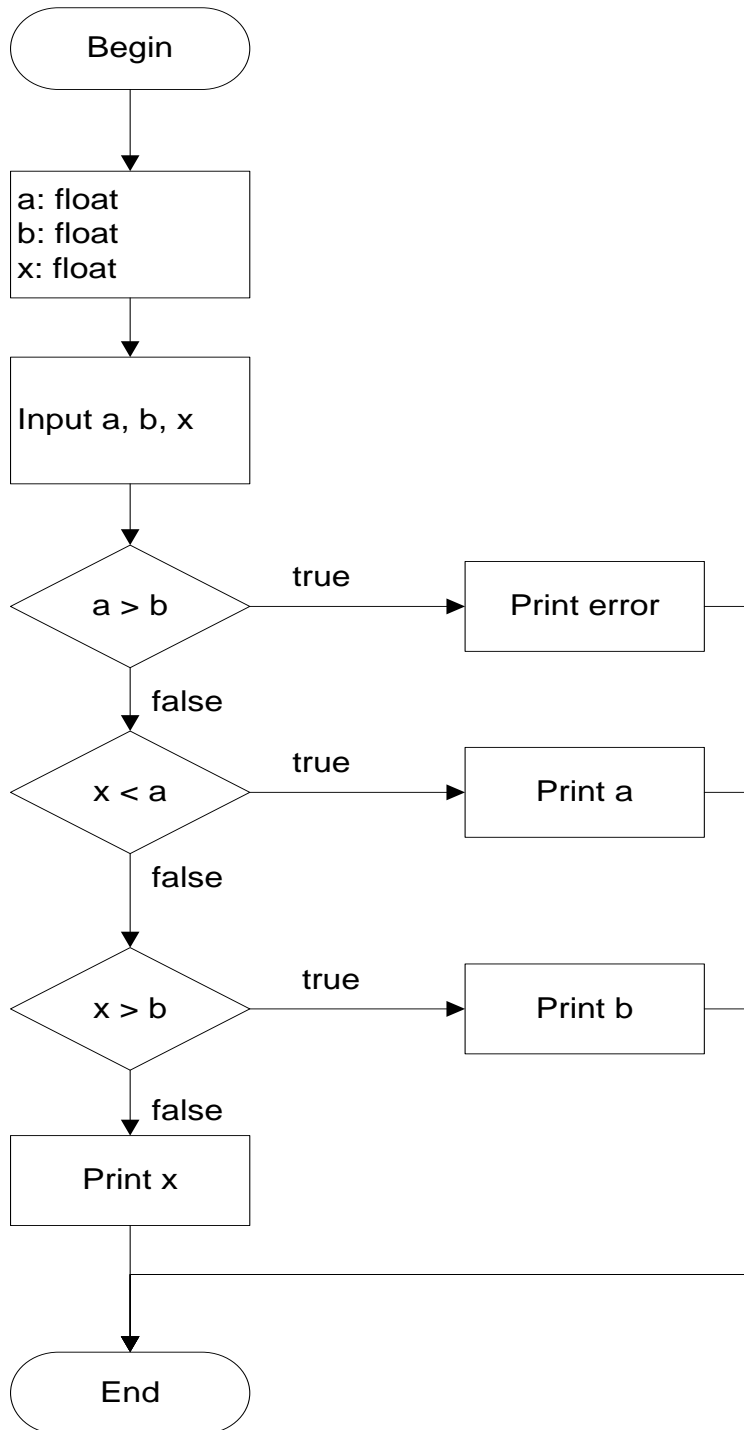 Begin
a: float
b: float
x: float
Input a, b, x
a > b
true
Print error
false
x < a
true
Print a
false
x > b
true
Print b
false
Print x
End